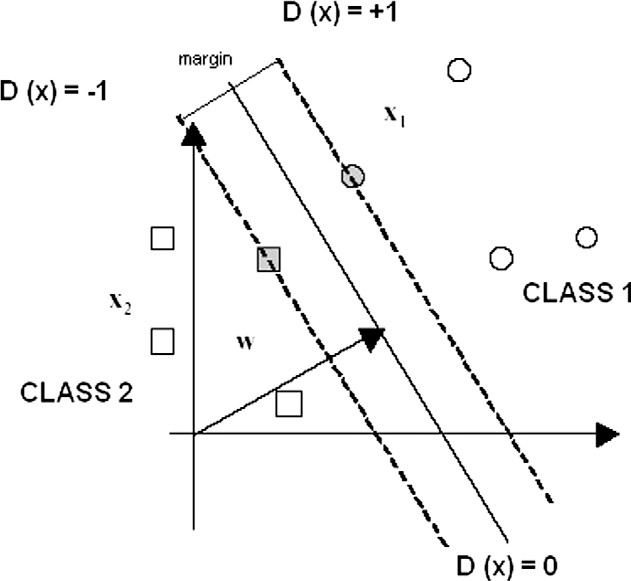 D (x) = +1
margin
D (x) = -1
x1
x2
CLASS 1
w
CLASS 2
D (x) = 0